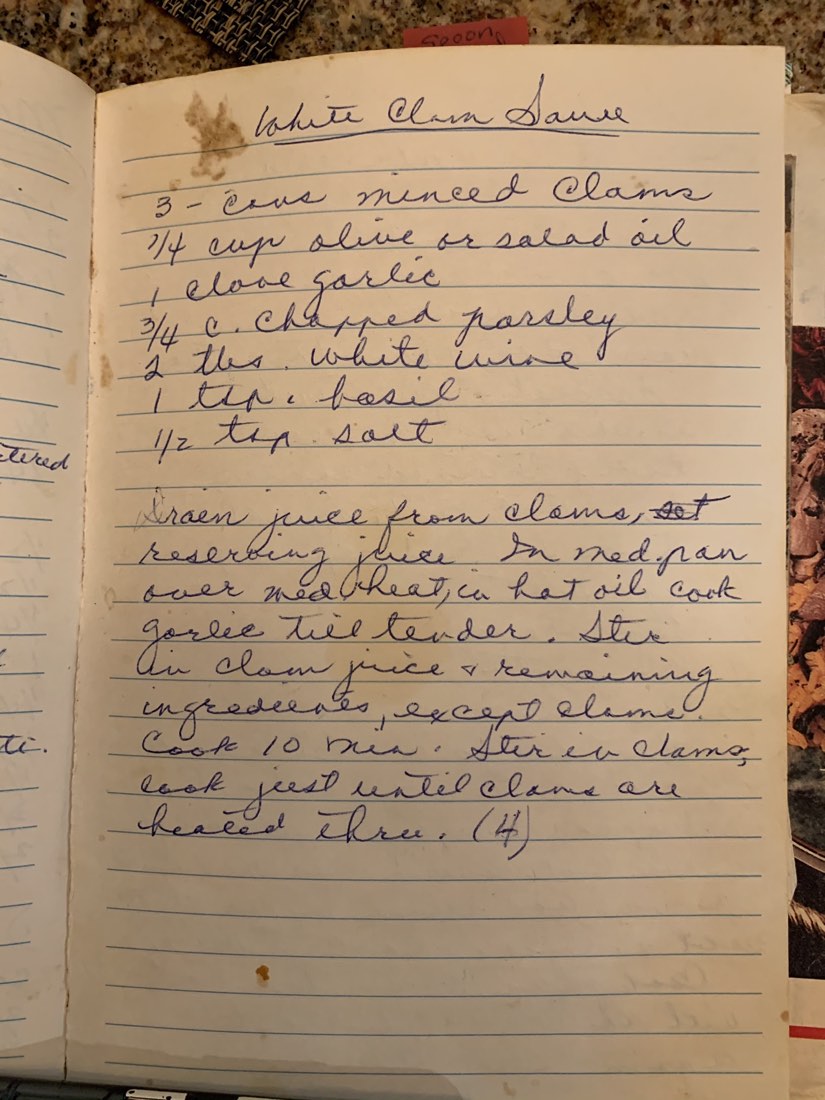 White Clam Sauce
3 - cans minced Clams
1/4 cup olive or salad oil
1 clove garlic
3/4 c. Chopped parsley
2 tbs. White wine
1 tsp. basil
1/2 tsp. salt
Drain juice from clams, set
reserving juice. In med. pan
over med. heat, in hot oil cook
garlic till tender. Stir
in clam juice & remaining
ingredients, except clams.
Cook 10 min. Stir in clams,
cook just until clams are
heated thru. (4)